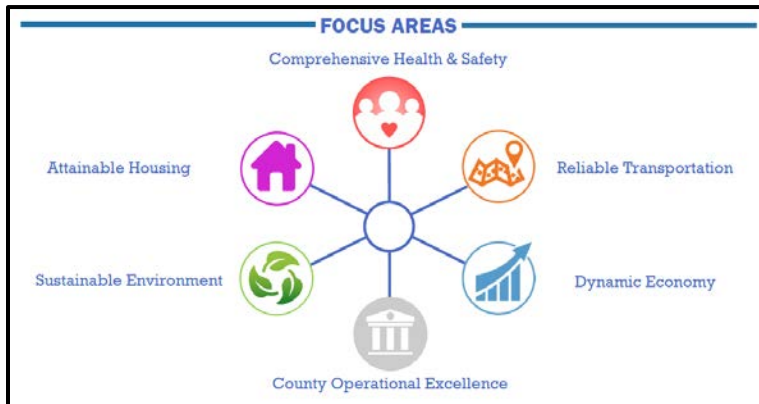 FOCUS AREAS
Comprehensive Health & Safety
Attainable Housing
Reliable Transportation
Sustainable Environment
Dynamic Economy
County Operational Excellence